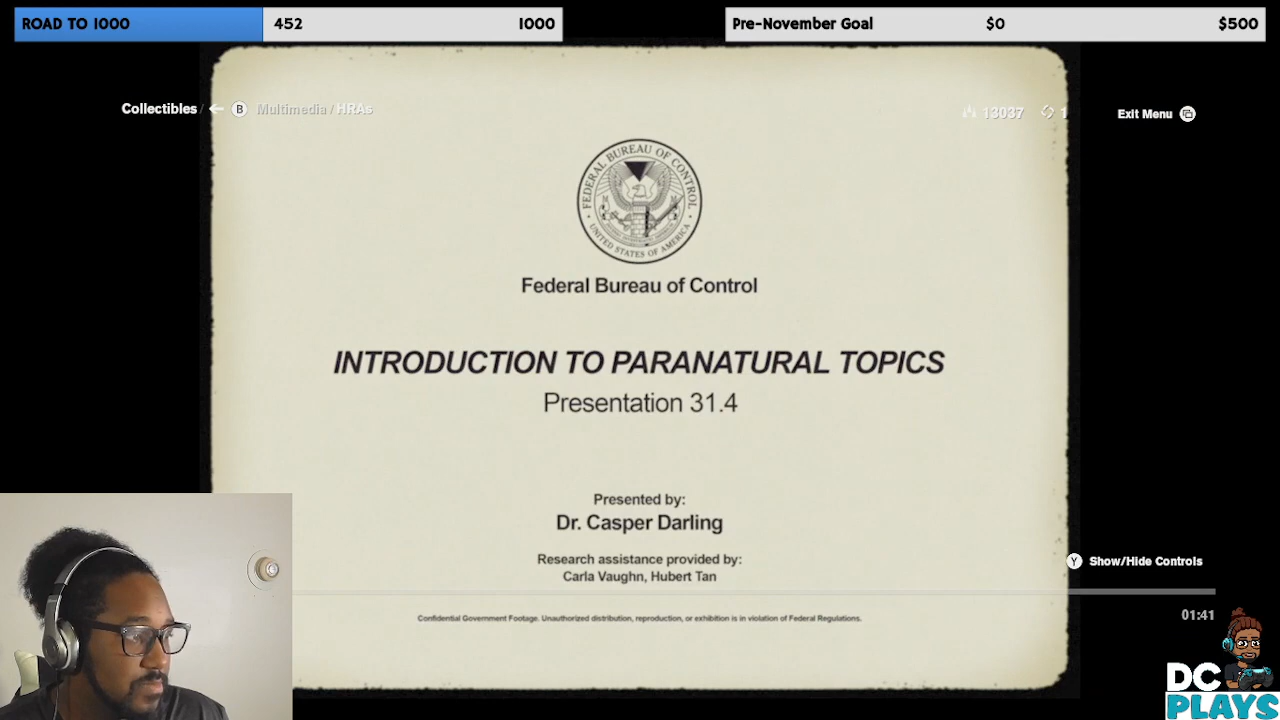 ROAD TO 1000 452 1000
Pre-November Goal $0 $500
Collectibles / B Multimedia / HRAs
13037 1
Exit Menu
FEDERAL BUREAU OF CONTROL
UNITED STATES OF AMERICA
Federal Bureau of Control
INTRODUCTION TO PARANATURAL TOPICS
Presentation 31.4
Presented by:
Dr. Casper Darling
Research assistance provided by:
Carla Vaughn, Hubert Tan
Y Show/Hide Controls
01:41
Confidential Government Footage. Unauthorized distribution, reproduction, or exhibition is in violation of Federal Regulations.
DC
PLAYS